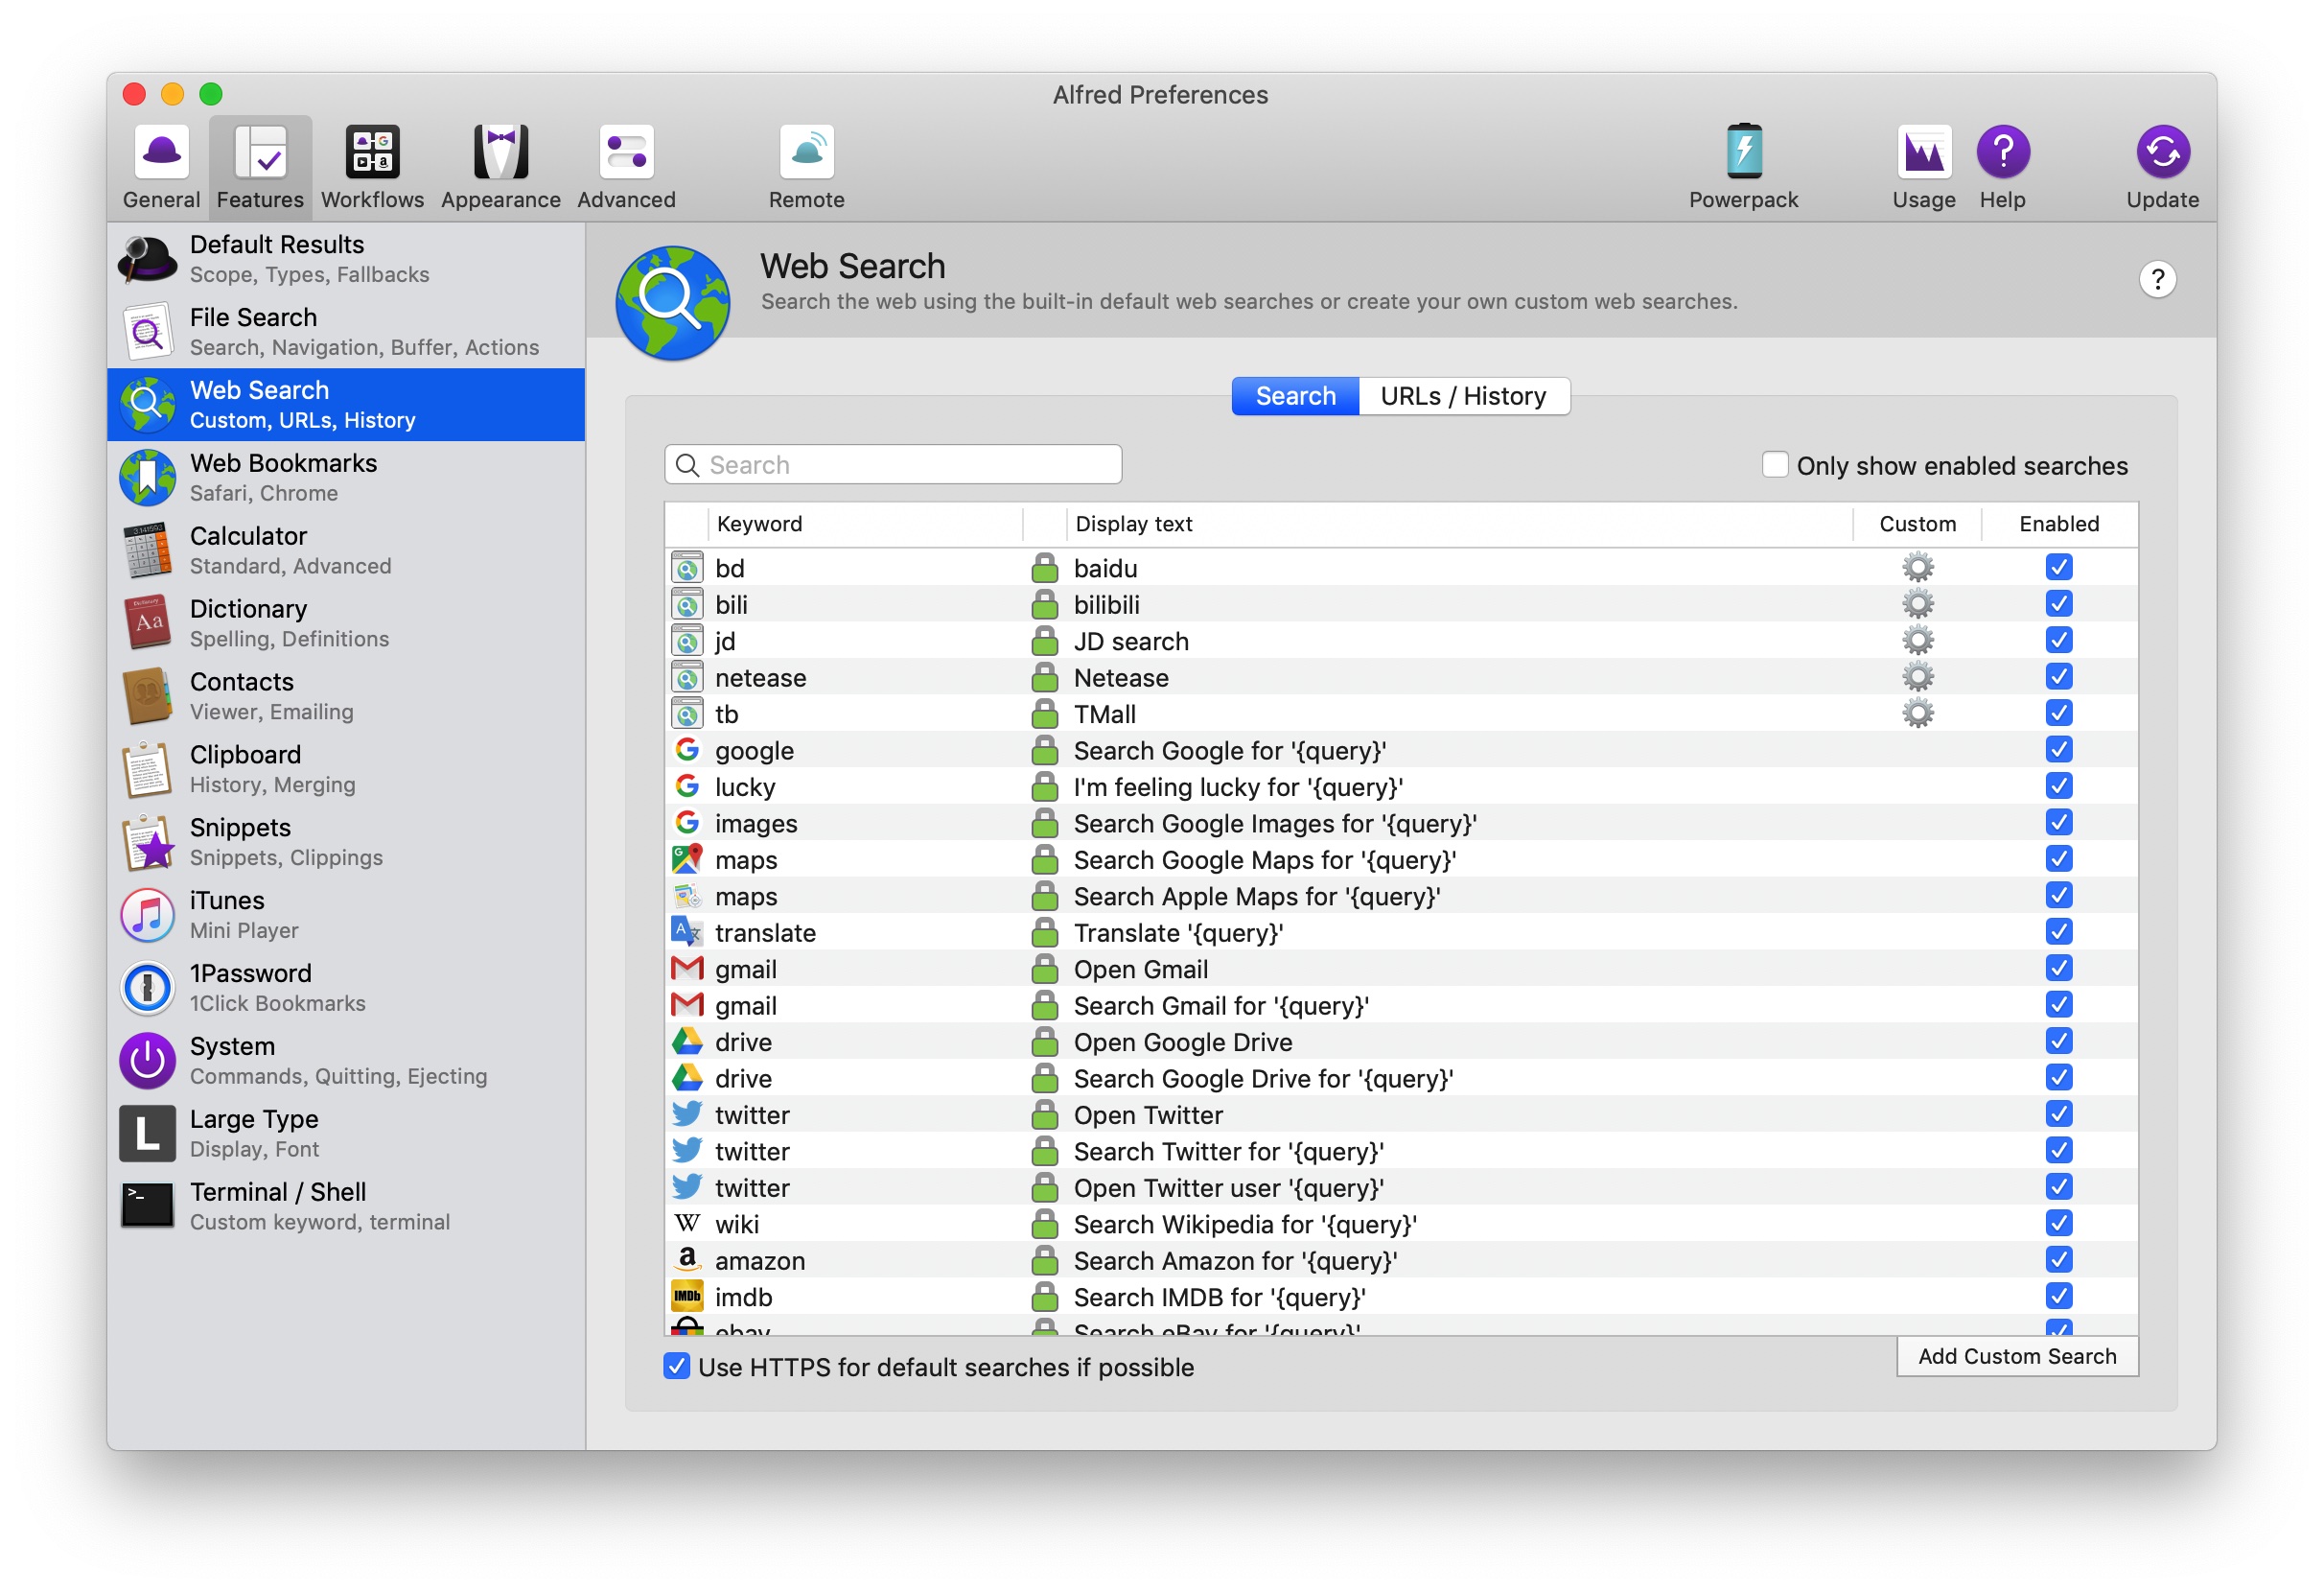 Alfred Preferences
General
Features
Workflows
Appearance
Advanced
Remote
Powerpack
Usage
Help
Update
Default Results
Scope, Types, Fallbacks
File Search
Search, Navigation, Buffer, Actions
Web Search
Custom, URLs, History
Web Bookmarks
Safari, Chrome
Calculator
Standard, Advanced
Dictionary
Spelling, Definitions
Contacts
Viewer, Emailing
Clipboard
History, Merging
Snippets
Snippets, Clippings
iTunes
Mini Player
1Password
1Click Bookmarks
System
Commands, Quitting, Ejecting
Large Type
Display, Font
Terminal / Shell
Custom keyword, terminal
Web Search
Search the web using the built-in default web searches or create your own custom web searches.
?
Search
URLs / History
Search
Only show enabled searches
Keyword Display text Custom Enabled
bd baidu
bili bilibili
jd JD search
netease Netease
tb TMall
google Search Google for '{query}'
lucky I'm feeling lucky for '{query}'
images Search Google Images for '{query}'
maps Search Google Maps for '{query}'
maps Search Apple Maps for '{query}'
translate Translate '{query}'
gmail Open Gmail
gmail Search Gmail for '{query}'
drive Open Google Drive
drive Search Google Drive for '{query}'
twitter Open Twitter
twitter Search Twitter for '{query}'
twitter Open Twitter user '{query}'
wiki Search Wikipedia for '{query}'
amazon Search Amazon for '{query}'
imdb Search IMDB for '{query}'
ebay Search eBay for '{query}'
Use HTTPS for default searches if possible
Add Custom Search